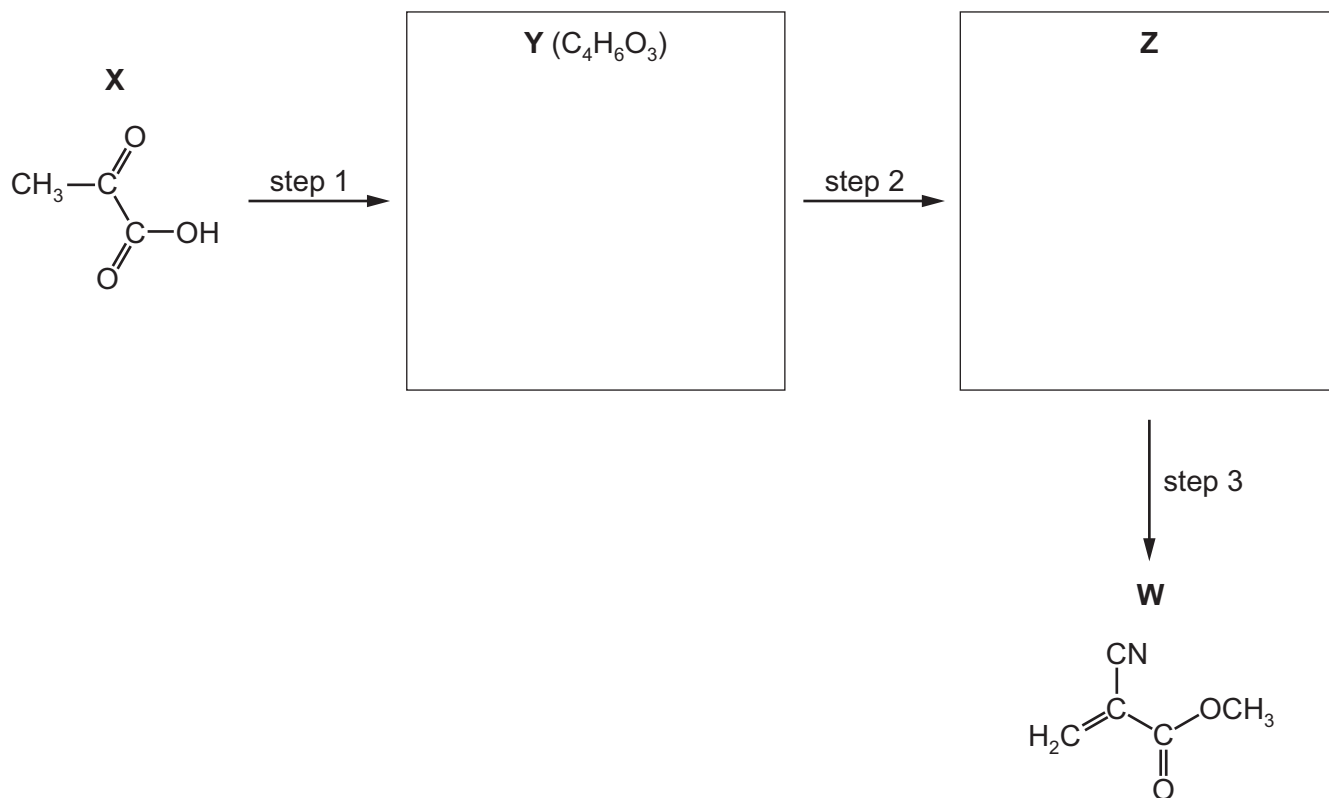 X
O
CH₃ C
C OH
O
step 1
Y (C₄H₆O₃)
step 2
Z
step 3
W
CN
C OCH₃
H₂C C
O